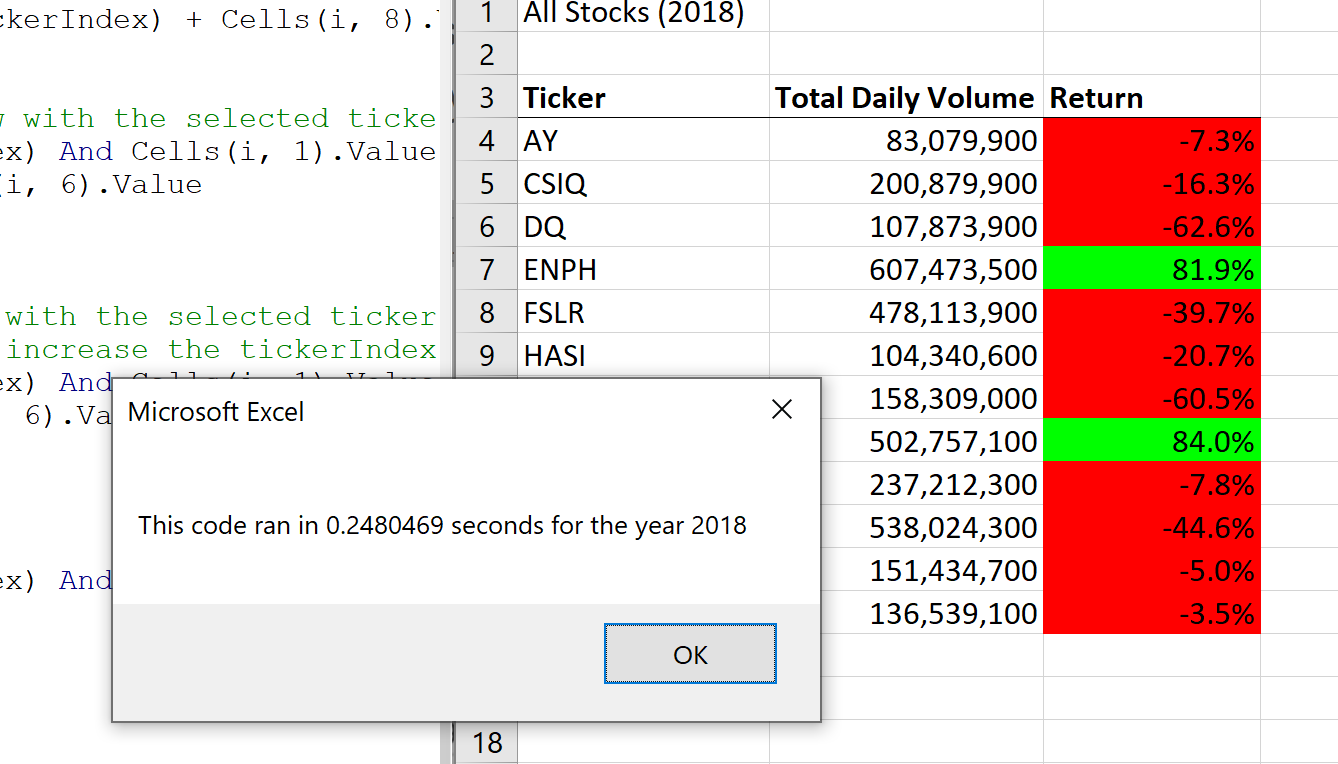 ckerIndex) + Cells(i, 8).
with the selected ticke
ex) And Cells(i, 1).Value
(i, 6).Value
with the selected ticker
increase the tickerIndex
ex) And Cells(i, 1).Value
6).Va
ex) And
1 All Stocks (2018)
2
3 Ticker Total Daily Volume Return
4 AY 83,079,900 -7.3%
5 CSIQ 200,879,900 -16.3%
6 DQ 107,873,900 -62.6%
7 ENPH 607,473,500 81.9%
8 FSLR 478,113,900 -39.7%
9 HASI 104,340,600 -20.7%
158,309,000 -60.5%
502,757,100 84.0%
237,212,300 -7.8%
538,024,300 -44.6%
151,434,700 -5.0%
136,539,100 -3.5%
18
Microsoft Excel
This code ran in 0.2480469 seconds for the year 2018
OK